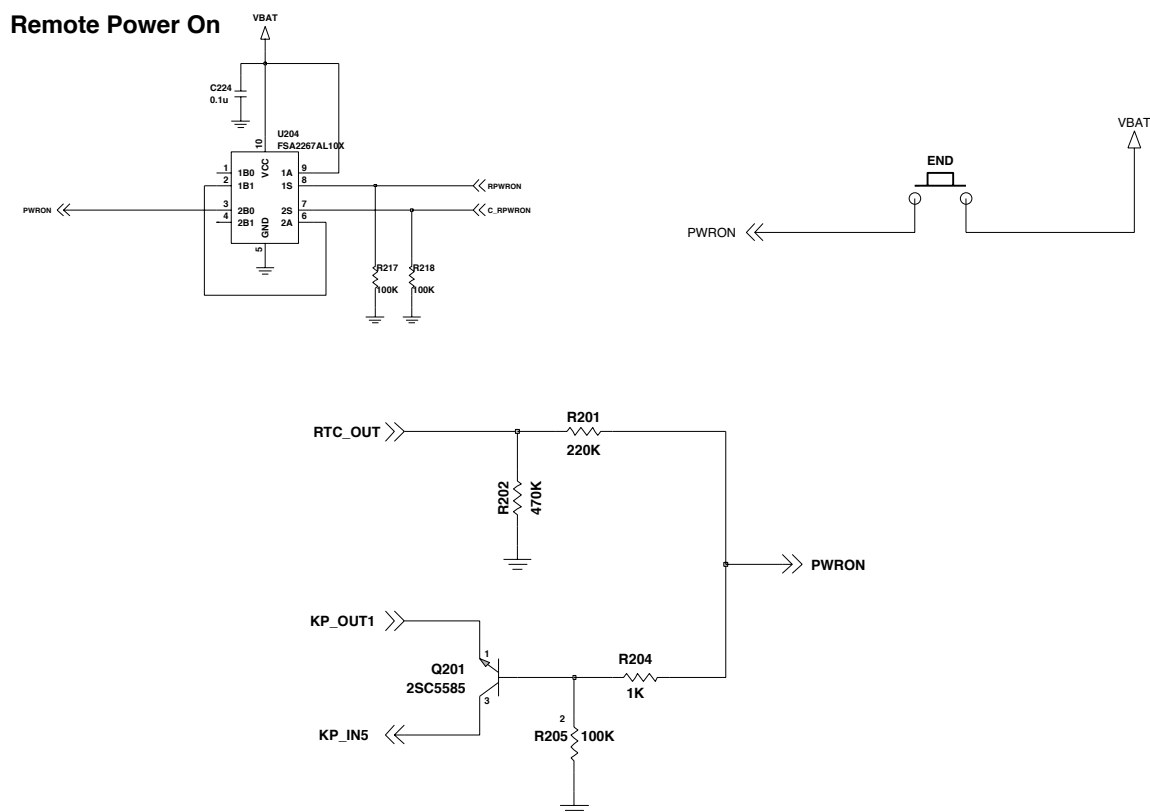 Remote Power On
VBAT
C224
0.1u
U204
FSA2267AL10X
10
VCC
1 1B0 1A 9
2 1B1 1S 8
3 2B0 2S 7
4 2B1 2A 6
GND
5
PWRON
RPWRON
C_RPWRON
R217
100K
R218
100K
VBAT
END
PWRON
RTC_OUT
R201
220K
R202
470K
PWRON
KP_OUT1
1
Q201
2SC5585
3
R204
1K
KP_IN5
2
R205 100K